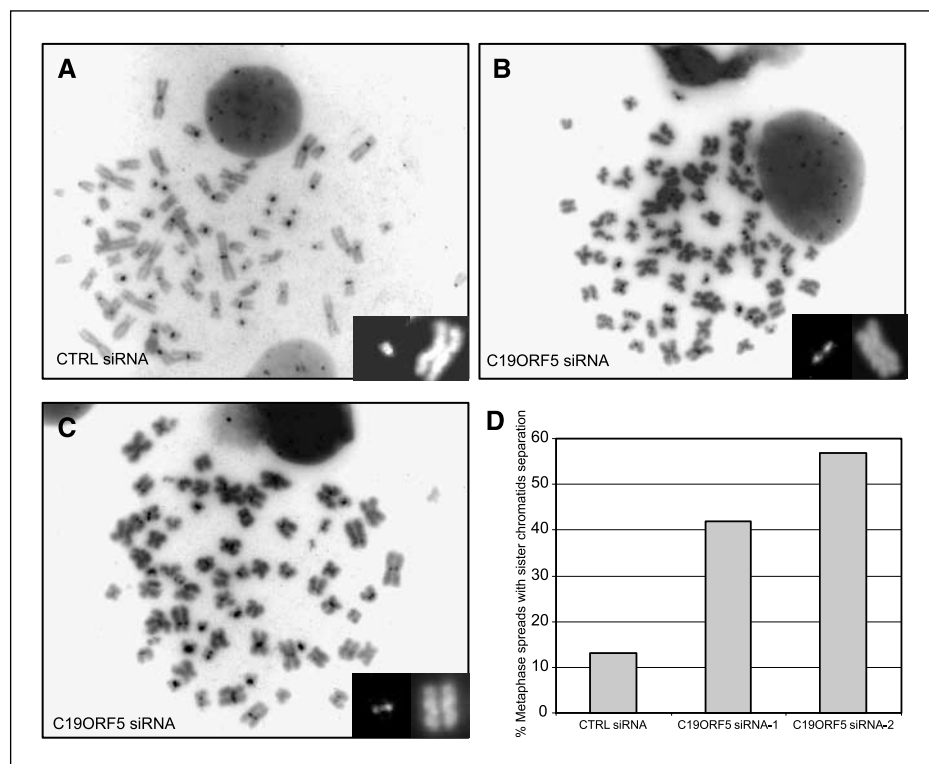 A
CTRL siRNA
B
C19ORF5 siRNA
C
C19ORF5 siRNA
D
% Metaphase spreads with sister chromatids separation
60
50
40
30
20
10
0
CTRL siRNA
C19ORF5 siRNA-1
C19ORF5 siRNA-2